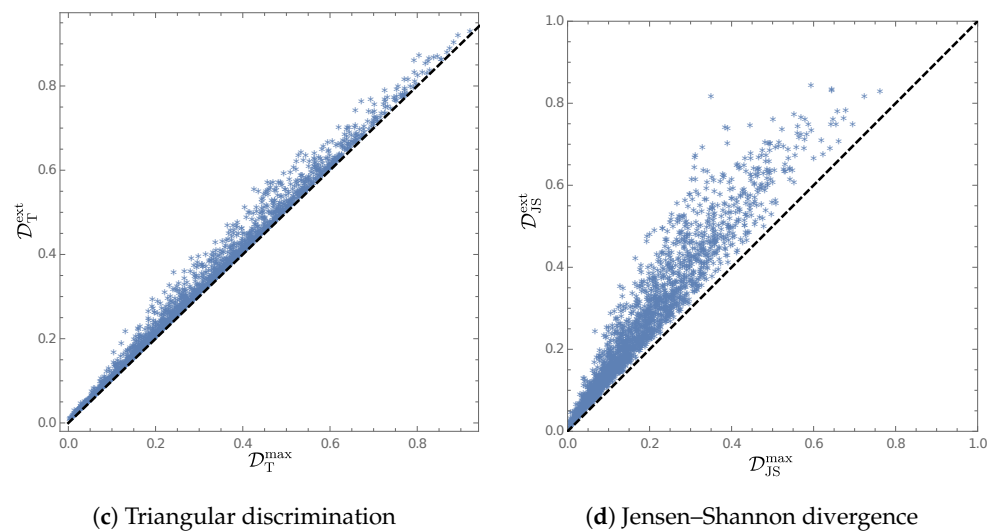 0.8
0.6
0.4
0.2
0.0
0.0 0.2 0.4 0.6 0.8
D_T^ext
D_T^max
1.0
0.8
0.6
0.4
0.2
0.0
0.0 0.2 0.4 0.6 0.8 1.0
D_JS^ext
D_JS^max
(c) Triangular discrimination
(d) Jensen–Shannon divergence